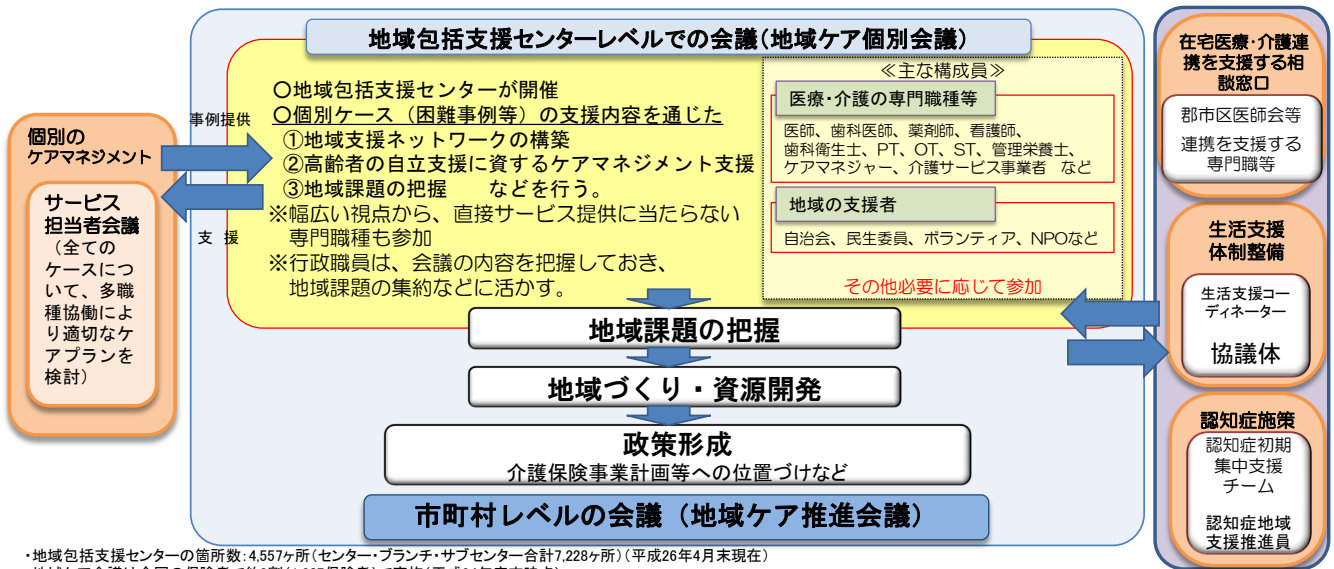 地域包括支援センターレベルでの会議(地域ケア個別会議)
事例提供
支 援
個別の
ケアマネジメント
サービス
担当者会議
(全ての
ケースにつ
いて、多職
種協働によ
り適切なケ
アプランを
検討)
〇地域包括支援センターが開催
〇個別ケース(困難事例等)の支援内容を通じた
①地域支援ネットワークの構築
②高齢者の自立支援に資するケアマネジメント支援
③地域課題の把握 などを行う。
※幅広い視点から、直接サービス提供に当たらない
専門職種も参加
※行政職員は、会議の内容を把握しておき、
地域課題の集約などに活かす。
≪主な構成員≫
医療・介護の専門職種等
医師、歯科医師、薬剤師、看護師、
歯科衛生士、PT、OT、ST、管理栄養士、
ケアマネジャー、介護サービス事業者 など
地域の支援者
自治会、民生委員、ボランティア、NPOなど
その他必要に応じて参加
地域課題の把握
地域づくり・資源開発
政策形成
介護保険事業計画等への位置づけなど
市町村レベルの会議(地域ケア推進会議)
在宅医療・介護連
携を支援する相
談窓口
郡市区医師会等
連携を支援する
専門職等
生活支援
体制整備
生活支援コー
ディネーター
協議体
認知症施策
認知症初期
集中支援
チーム
認知症地域
支援推進員
・地域包括支援センターの箇所数:4,557ヶ所(センター・ブランチ・サブセンター合計7,228ヶ所)(平成26年4月末現在)